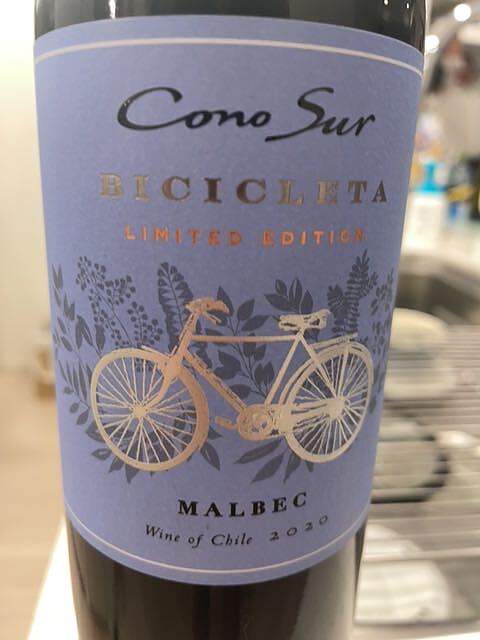 Cono Sur
BICICLETA
LIMITED EDITION
MALBEC
Wine of Chile 2020